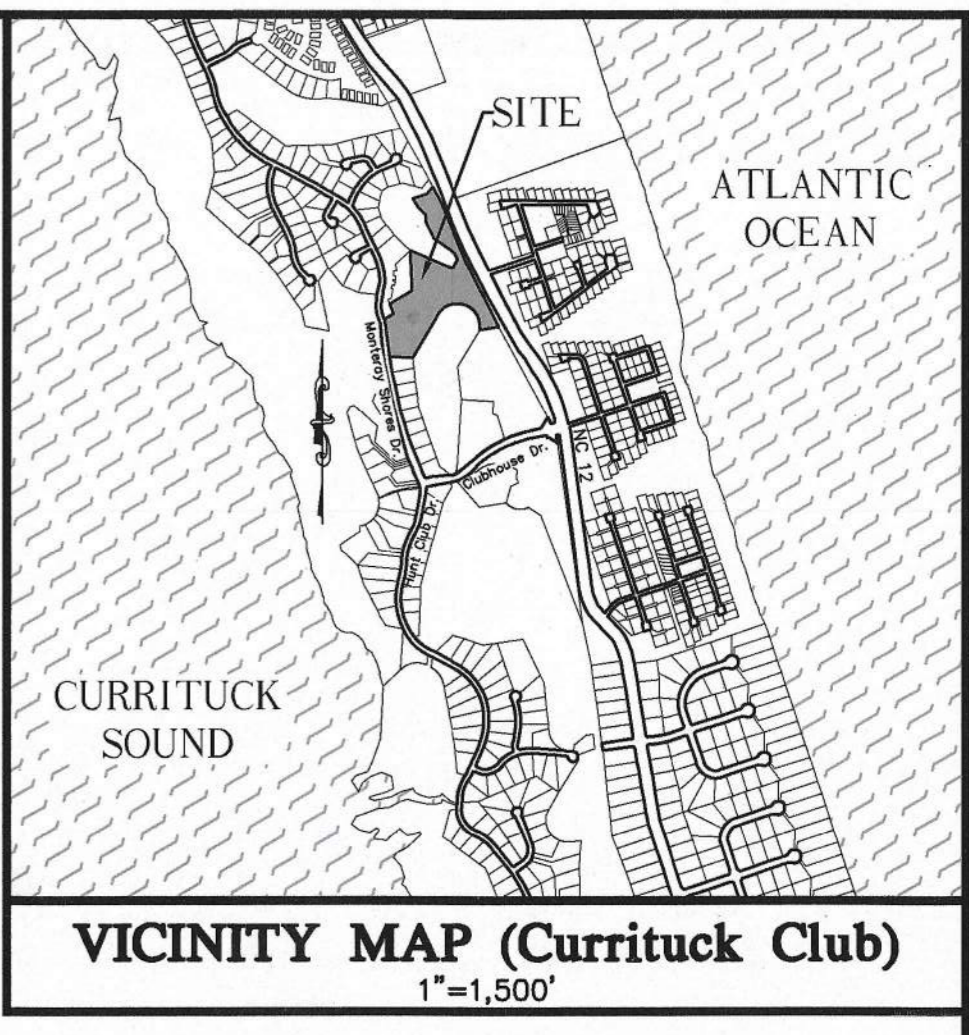 SITE
ATLANTIC
OCEAN
Monteray Shores Dr.
NC 12
Clubhouse Dr.
Hunt Club Dr.
CURRITUCK
SOUND
VICINITY MAP (Currituck Club)
1"=1,500'